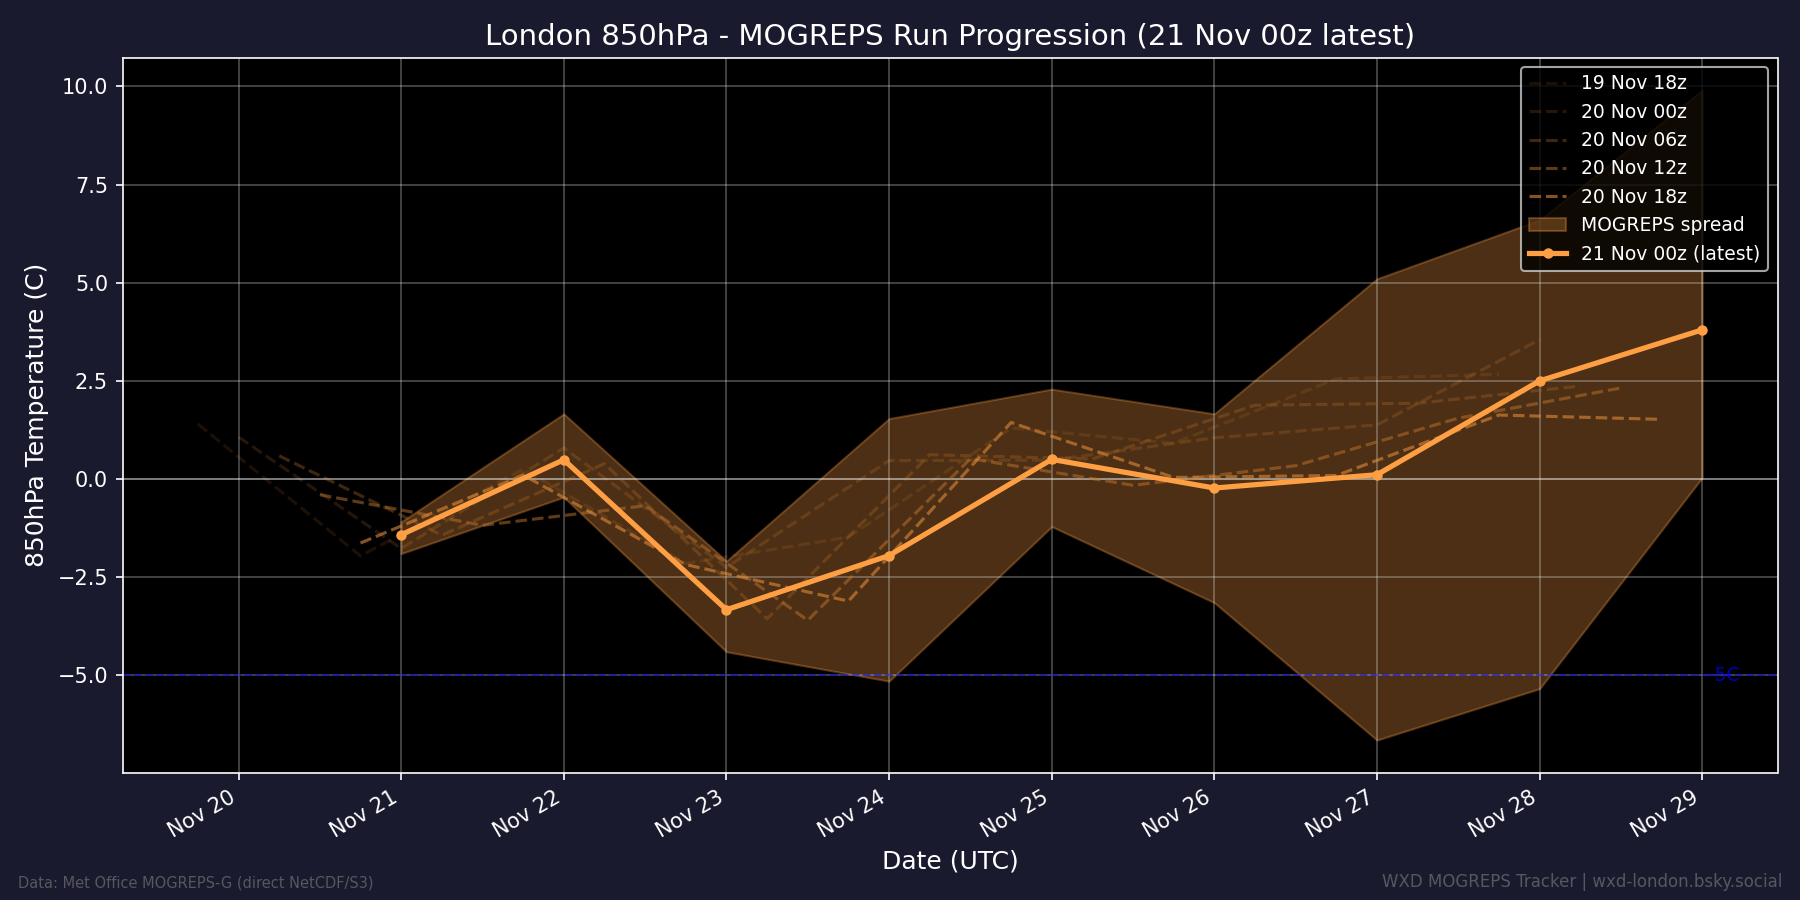 London 850hPa - MOGREPS Run Progression (21 Nov 00z latest)
10.0
7.5
5.0
2.5
0.0
−2.5
−5.0
850hPa Temperature (C)
19 Nov 18z
20 Nov 00z
20 Nov 06z
20 Nov 12z
20 Nov 18z
MOGREPS spread
21 Nov 00z (latest)
-5C
Nov 20
Nov 21
Nov 22
Nov 23
Nov 24
Nov 25
Nov 26
Nov 27
Nov 28
Nov 29
Date (UTC)
Data: Met Office MOGREPS-G (direct NetCDF/S3)
WXD MOGREPS Tracker | wxd-london.bsky.social